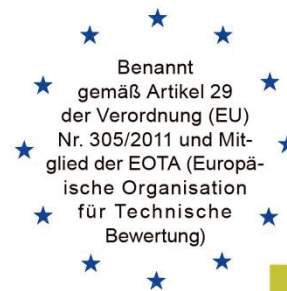 Benannt
gemäß Artikel 29
der Verordnung (EU)
Nr. 305/2011 und Mit-
glied der EOTA (Europä-
ische Organisation
für Technische
Bewertung)